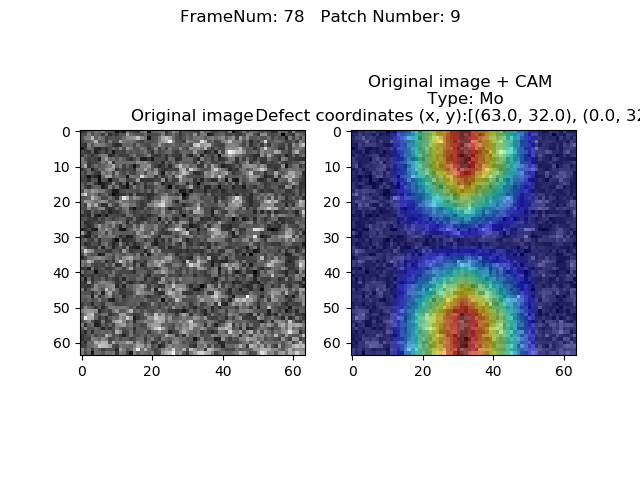 FrameNum: 78   Patch Number: 9
Original image + CAM
Type: Mo
Original image
Defect coordinates (x, y):[(63.0, 32.0), (0.0, 32
0
10
20
30
40
50
60
0 20 40 60
0
10
20
30
40
50
60
0 20 40 60